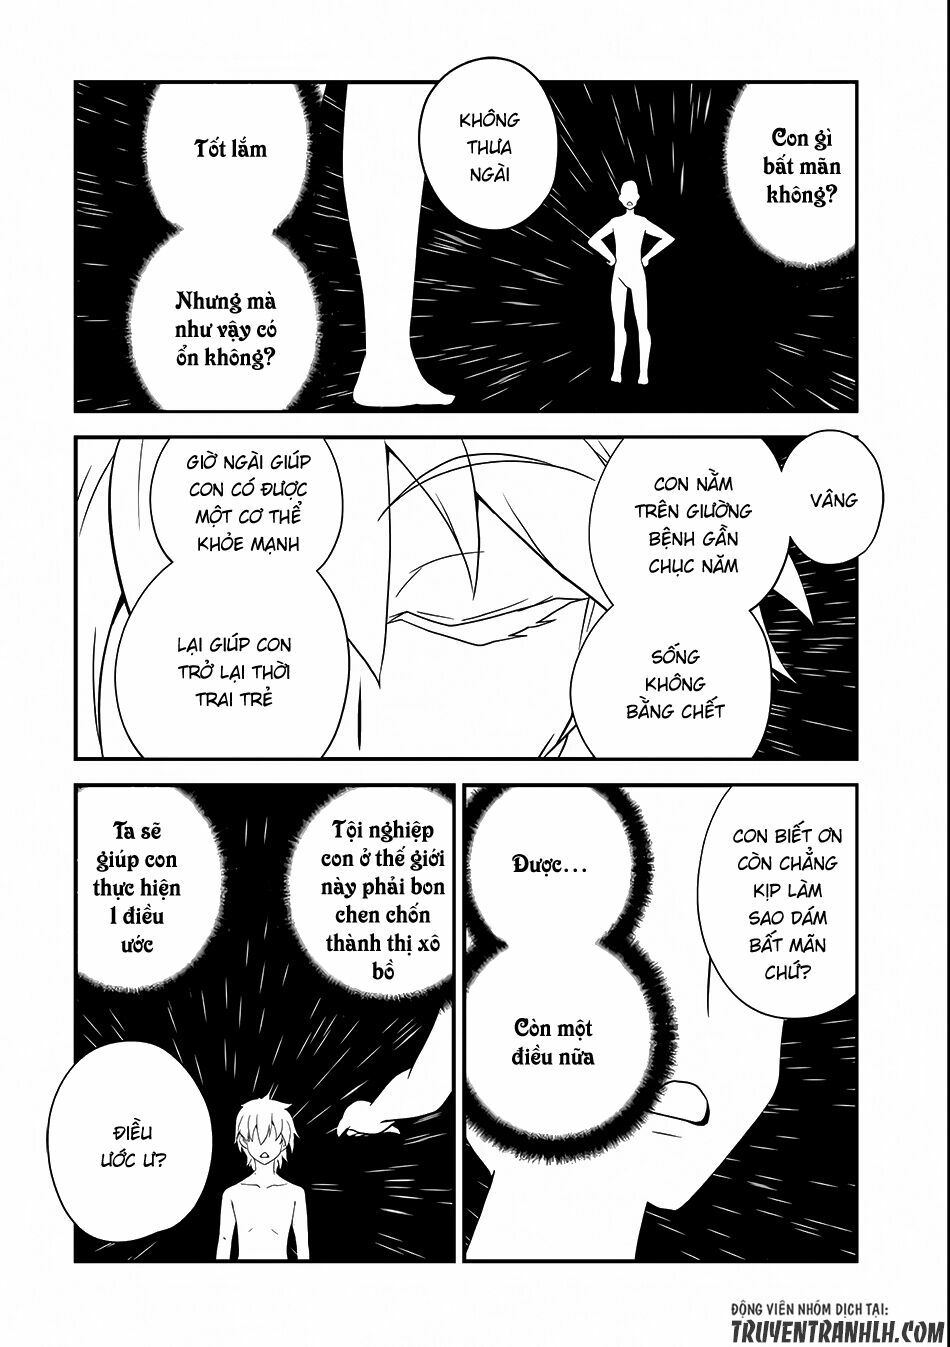 Con gì
bất mãn
không?
KHÔNG
THƯA
NGÀI
Tốt lắm
Nhưng mà
như vậy có
ổn không?
VÂNG
CON NẰM
TRÊN GIƯỜNG
BỆNH GẦN
CHỤC NĂM
SỐNG
KHÔNG
BẰNG CHẾT
GIỜ NGÀI GIÚP
CON CÓ ĐƯỢC
MỘT CƠ THỂ
KHỎE MẠNH
LẠI GIÚP CON
TRỞ LẠI THỜI
TRAI TRẺ
CON BIẾT ƠN
CÒN CHẲNG
KỊP LÀM
SAO DÁM
BẤT MÃN
CHỨ?
Được...
Còn một
điều nữa
Tội nghiệp
con ở thế giới
này phải bon
chen chốn
thành thị xô
bồ
Ta sẽ
giúp con
thực hiện
1 điều
ước
ĐIỀU
ƯỚC Ư?
ĐỘNG VIÊN NHÓM DỊCH TẠI:
TRUYENTRANHLH.COM